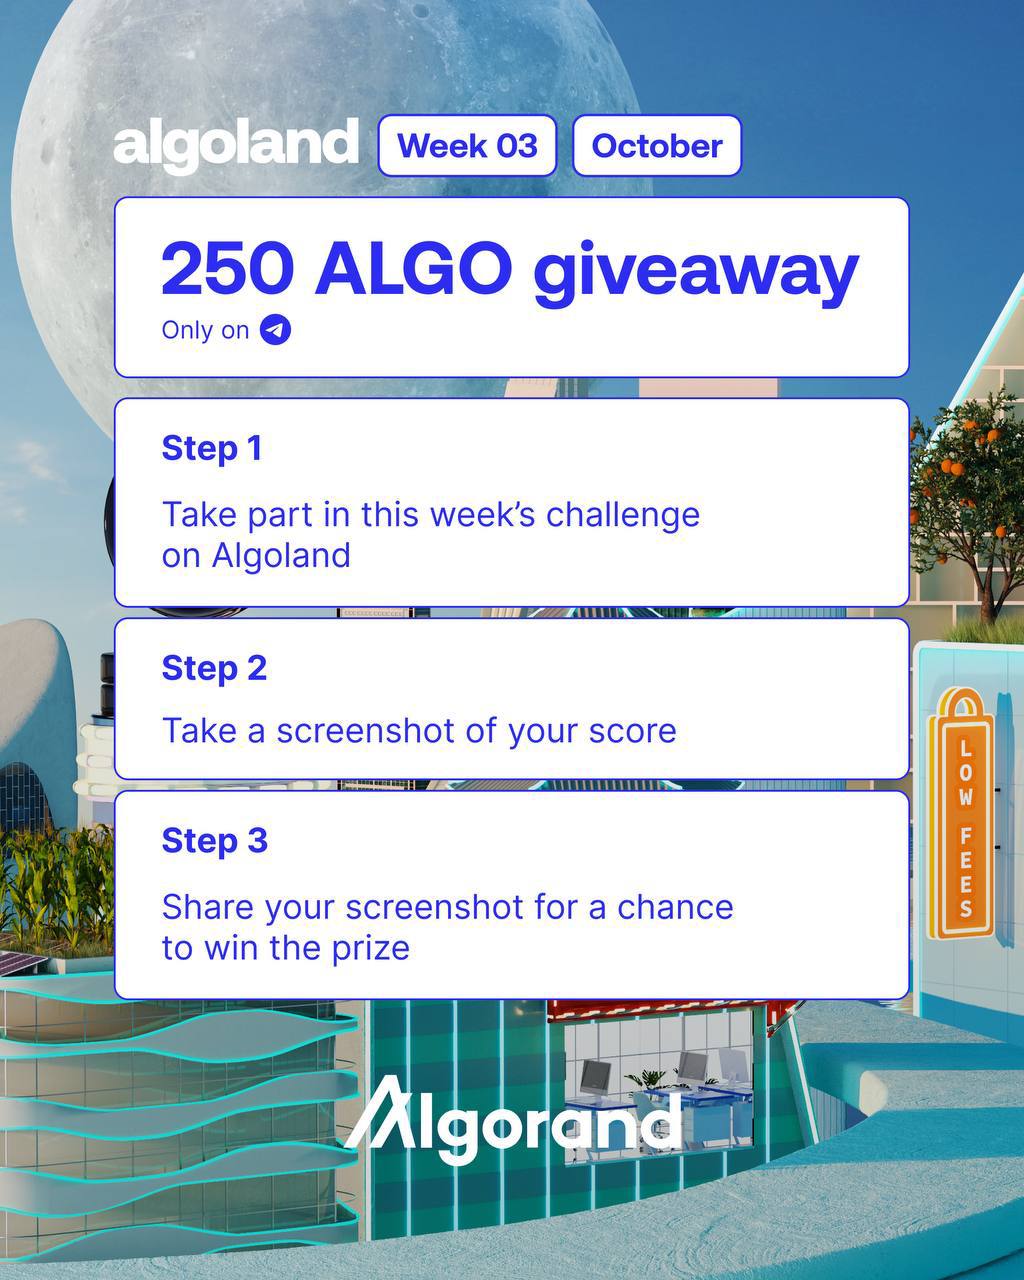 algoland
Week 03
October
250 ALGO giveaway
Only on
Step 1
Take part in this week’s challenge
on Algoland
Step 2
Take a screenshot of your score
Step 3
Share your screenshot for a chance
to win the prize
LOW FEES
Algorand